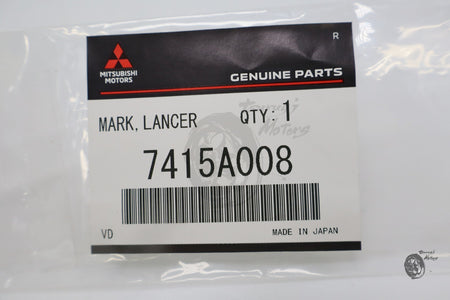 R
MITSUBISHI
MOTORS
GENUINE PARTS
MARK, LANCER QTY: 1
7415A008
VD MADE IN JAPAN